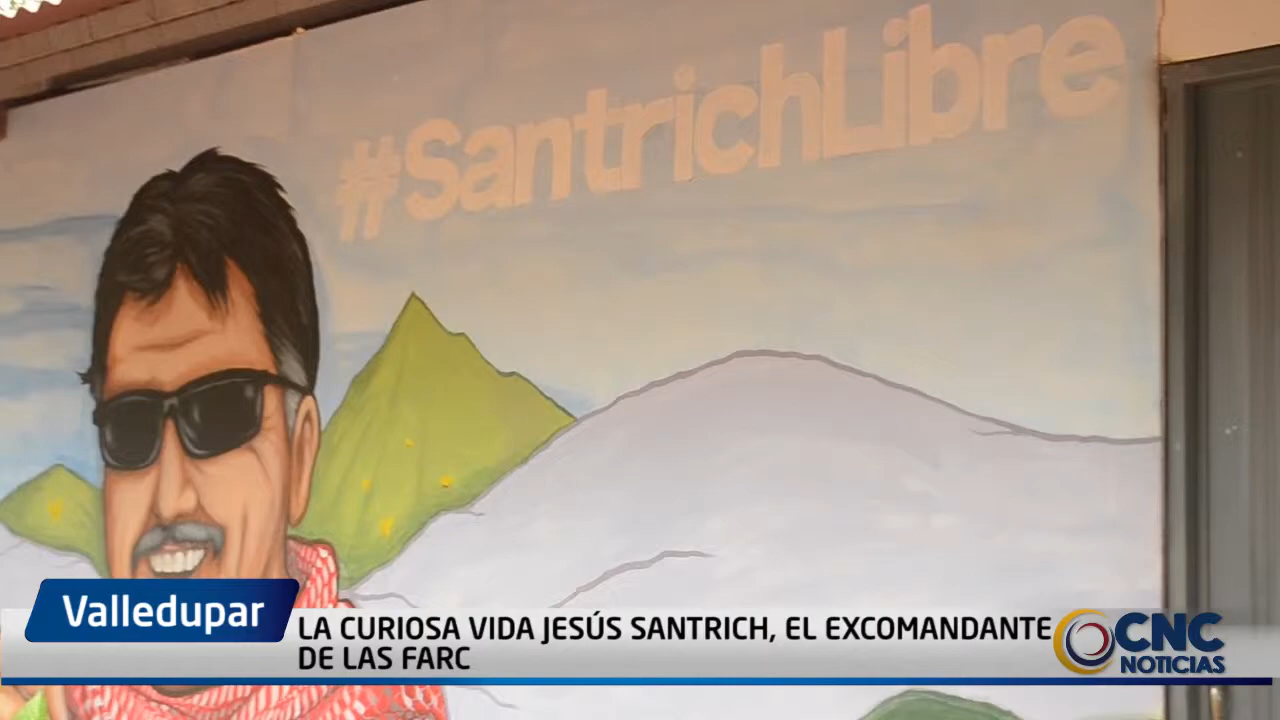 #SantrichLibre
Valledupar
LA CURIOSA VIDA JESÚS SANTRICH, EL EXCOMANDANTE
DE LAS FARC
CNC
NOTICIAS